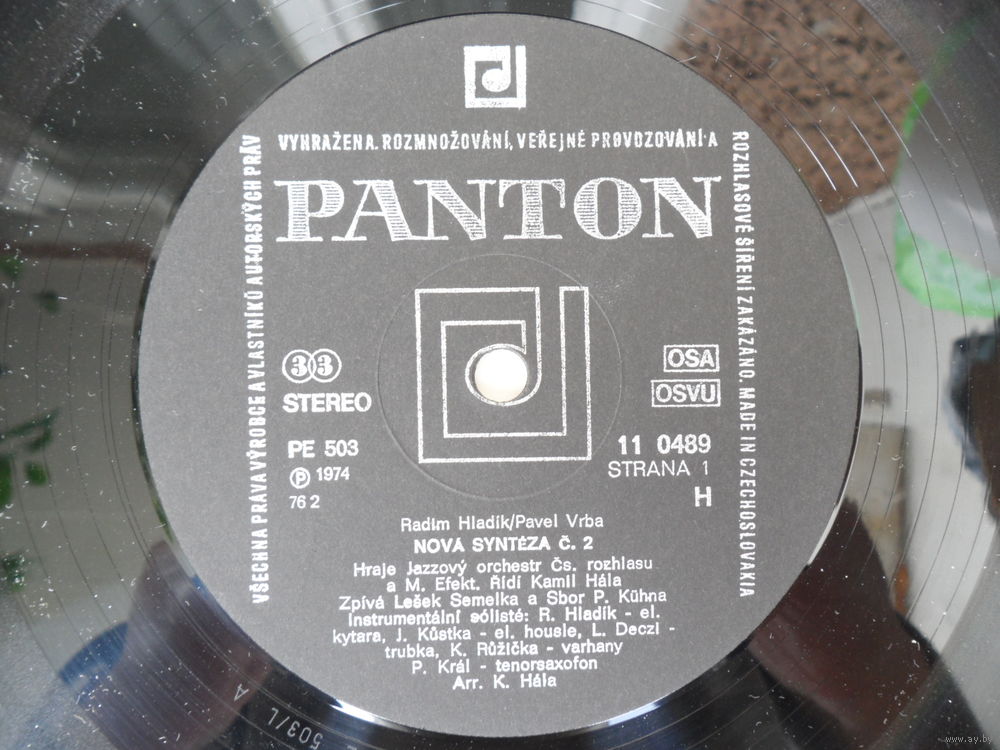 VYHRAŽENA. ROZMNOŽOVÁNÍ, VEŘEJNÉ PROVOZOVÁNÍ A
ROZHLASOVÉ ŠÍŘENÍ ZAKÁZÁNO. MADE IN CZECHOSLOVAKIA
VŠECHNA PRÁVA VÝROBCE A VLASTNÍKŮ AUTORSKÝCH PRÁV
PANTON
33
STEREO
OSA
OSVU
PE 503
Ⓟ 1974
76 2
11 0489
STRANA 1
H
Radim Hladík/Pavel Vrba
NOVÁ SYNTÉZA Č. 2
Hraje Jazzový orchestr Čs. rozhlasu
a M. Efekt. Řídí Kamil Hála
Zpívá Lešek Semelka a Sbor P. Kühna
Instrumentální sólisté: R. Hladík - el.
kytara, J. Kůstka - el. housle, L. Deczi -
trubka, K. Růžička - varhany
P. Král - tenorsaxofon
Arr. K. Hála
503/L A
www.ay.by